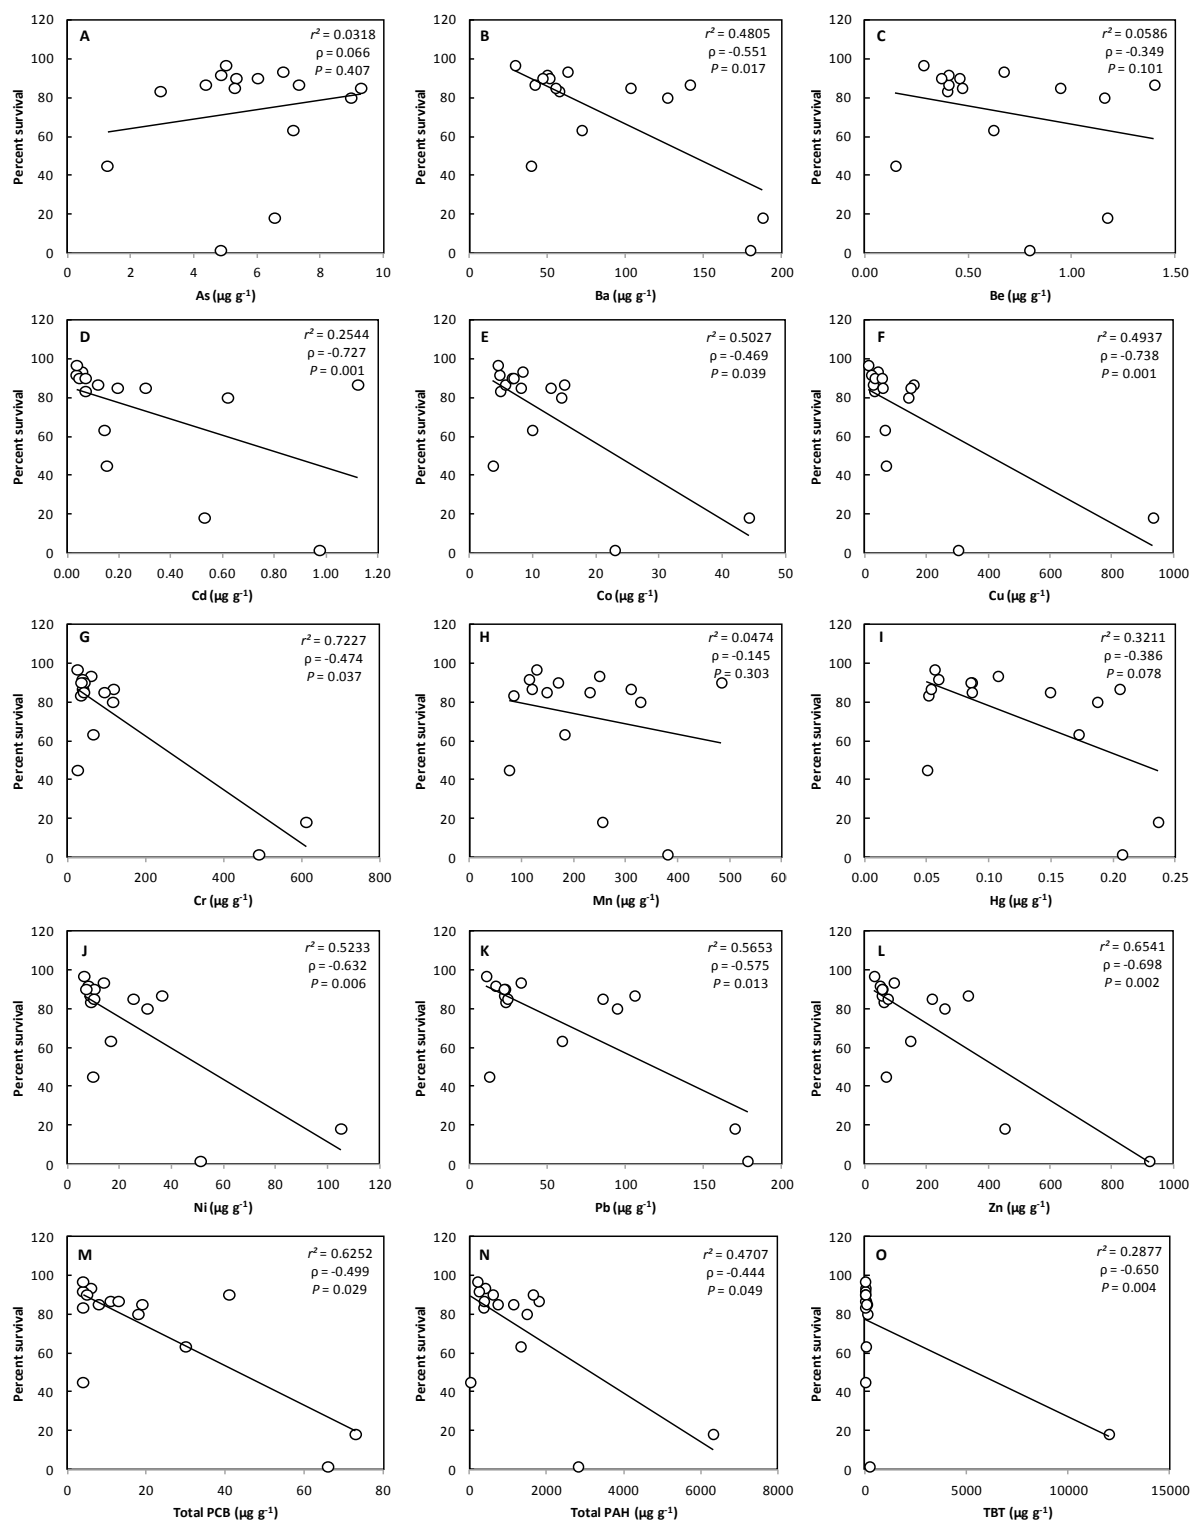 120
100
80
60
40
20
0
Percent survival
A
r² = 0.0318
ρ = 0.066
P = 0.407
0 2 4 6 8 10
As (µg g⁻¹)
120
100
80
60
40
20
0
Percent survival
B
r² = 0.4805
ρ = -0.551
P = 0.017
0 50 100 150 200
Ba (µg g⁻¹)
120
100
80
60
40
20
0
Percent survival
C
r² = 0.0586
ρ = -0.349
P = 0.101
0.00 0.50 1.00 1.50
Be (µg g⁻¹)
120
100
80
60
40
20
0
Percent survival
D
r² = 0.2544
ρ = -0.727
P = 0.001
0.00 0.20 0.40 0.60 0.80 1.00 1.20
Cd (µg g⁻¹)
120
100
80
60
40
20
0
Percent survival
E
r² = 0.5027
ρ = -0.469
P = 0.039
0 10 20 30 40 50
Co (µg g⁻¹)
120
100
80
60
40
20
0
Percent survival
F
r² = 0.4937
ρ = -0.738
P = 0.001
0 200 400 600 800 1000
Cu (µg g⁻¹)
120
100
80
60
40
20
0
Percent survival
G
r² = 0.7227
ρ = -0.474
P = 0.037
0 200 400 600 800
Cr (µg g⁻¹)
120
100
80
60
40
20
0
Percent survival
H
r² = 0.0474
ρ = -0.145
P = 0.303
0 100 200 300 400 500 600
Mn (µg g⁻¹)
120
100
80
60
40
20
0
Percent survival
I
r² = 0.3211
ρ = -0.386
P = 0.078
0.00 0.05 0.10 0.15 0.20 0.25
Hg (µg g⁻¹)
120
100
80
60
40
20
0
Percent survival
J
r² = 0.5233
ρ = -0.632
P = 0.006
0 20 40 60 80 100 120
Ni (µg g⁻¹)
120
100
80
60
40
20
0
Percent survival
K
r² = 0.5653
ρ = -0.575
P = 0.013
0 50 100 150 200
Pb (µg g⁻¹)
120
100
80
60
40
20
0
Percent survival
L
r² = 0.6541
ρ = -0.698
P = 0.002
0 200 400 600 800 1000
Zn (µg g⁻¹)
120
100
80
60
40
20
0
Percent survival
M
r² = 0.6252
ρ = -0.499
P = 0.029
0 20 40 60 80
Total PCB (µg g⁻¹)
120
100
80
60
40
20
0
Percent survival
N
r² = 0.4707
ρ = -0.444
P = 0.049
0 2000 4000 6000 8000
Total PAH (µg g⁻¹)
120
100
80
60
40
20
0
Percent survival
O
r² = 0.2877
ρ = -0.650
P = 0.004
0 5000 10000 15000
TBT (µg g⁻¹)